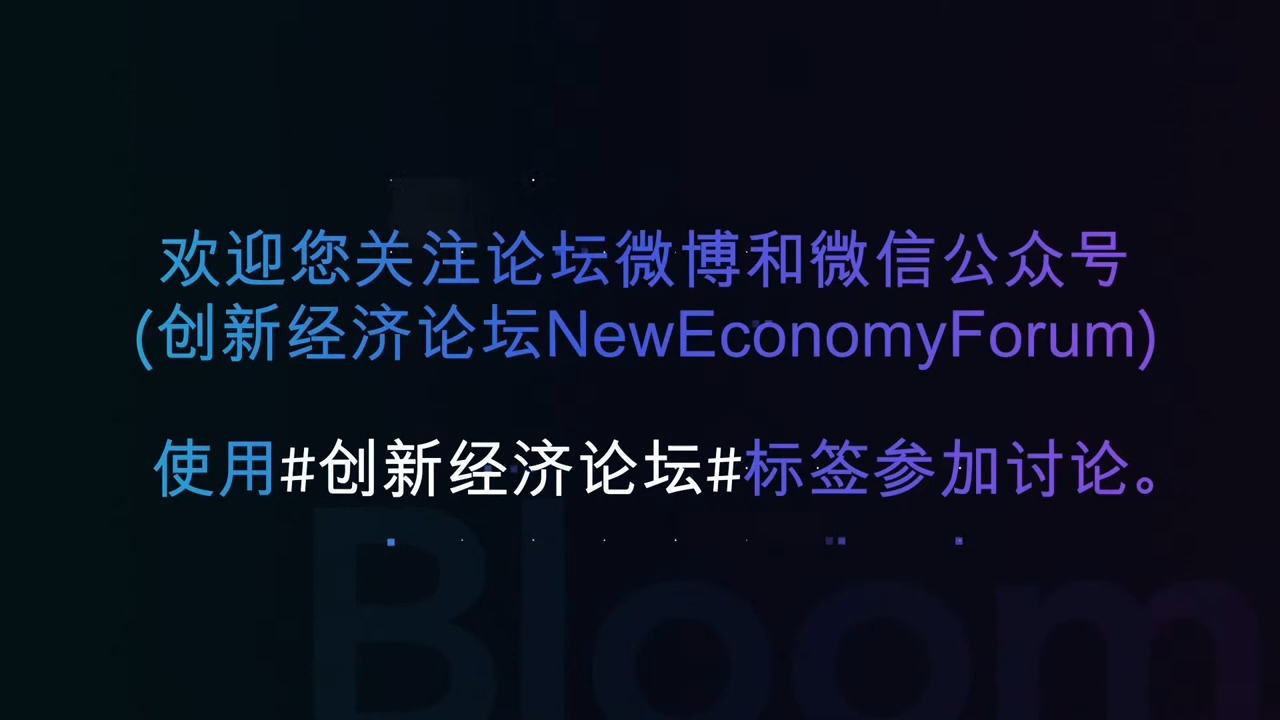 欢迎您关注论坛微博和微信公众号
(创新经济论坛NewEconomyForum)
使用#创新经济论坛#标签参加讨论。
Bloom